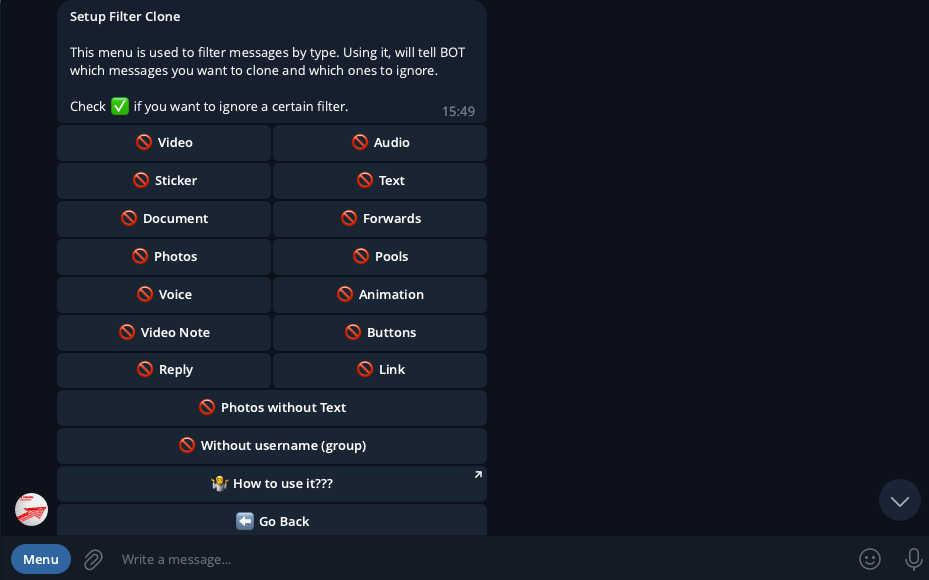 Setup Filter Clone
This menu is used to filter messages by type. Using it, will tell BOT
which messages you want to clone and which ones to ignore.
Check ✅ if you want to ignore a certain filter.
15:49
🚫 Video
🚫 Audio
🚫 Sticker
🚫 Text
🚫 Document
🚫 Forwards
🚫 Photos
🚫 Pools
🚫 Voice
🚫 Animation
🚫 Video Note
🚫 Buttons
🚫 Reply
🚫 Link
🚫 Photos without Text
🚫 Without username (group)
🤷 How to use it???
⬅️ Go Back
Menu
Write a message...